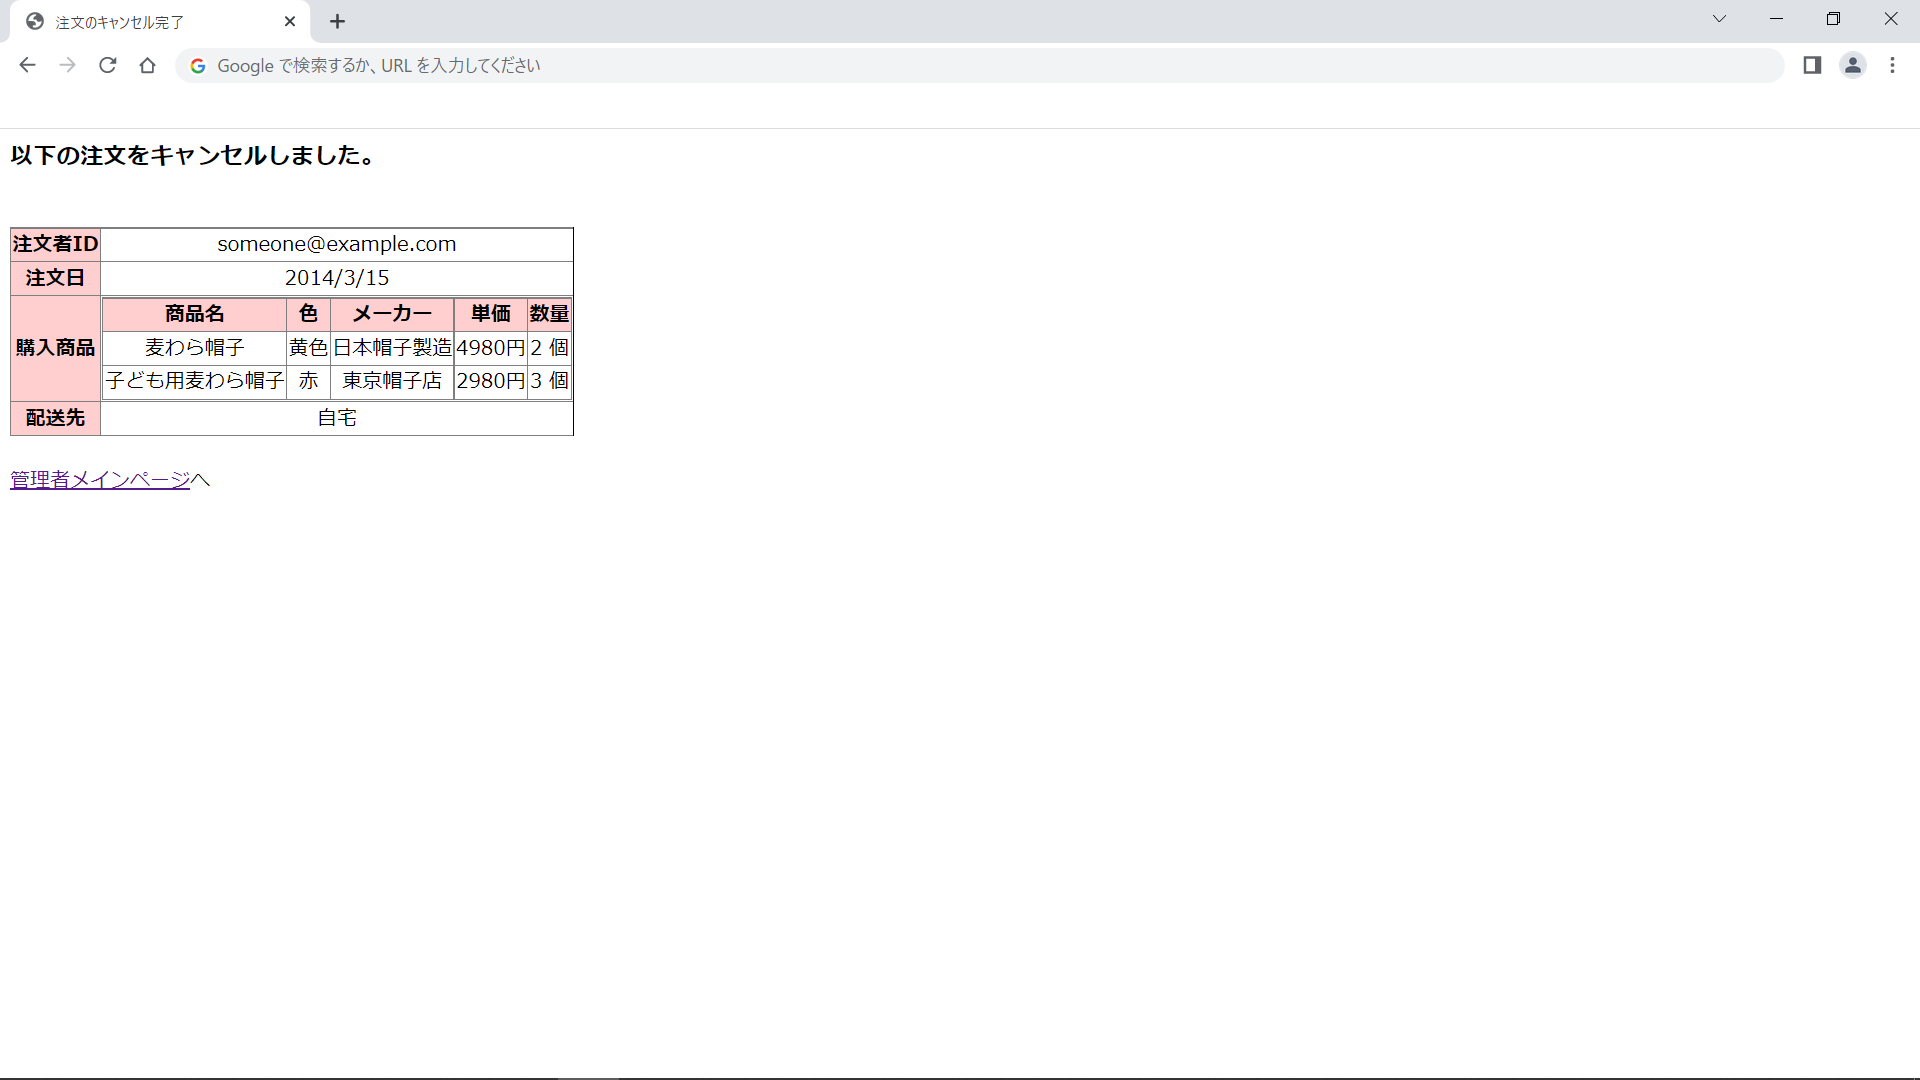 注文のキャンセル完了
Google で検索するか、URL を入力してください
以下の注文をキャンセルしました。
注文者ID someone@example.com
注文日 2014/3/15
購入商品
商品名 色 メーカー 単価 数量
麦わら帽子 黄色 日本帽子製造 4980円 2 個
子ども用麦わら帽子 赤 東京帽子店 2980円 3 個
配送先 自宅
管理者メインページへ